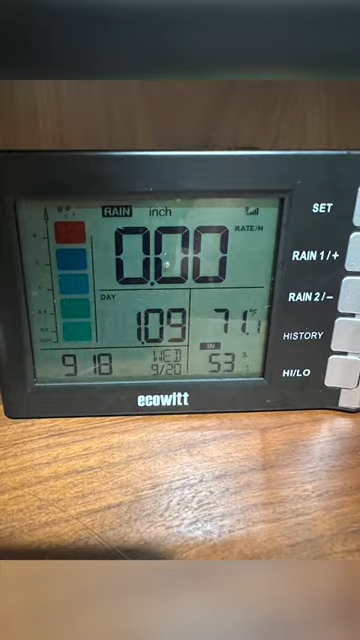 RAIN inch
RATE/H
0.00
DAY
1.09
71.1 °F
IN
9 18
WED
9/20
53 %
SET
RAIN 1/+
RAIN 2/−
HISTORY
HI/LO
ecowitt